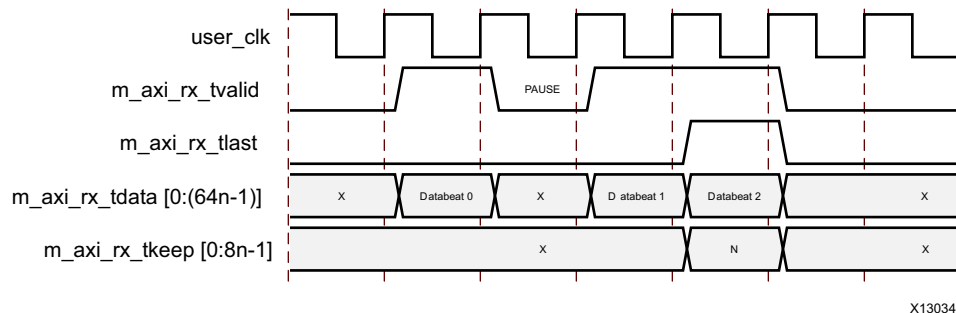 user_clk
m_axi_rx_tvalid PAUSE
m_axi_rx_tlast
m_axi_rx_tdata [0:(64n-1)] X Databeat 0 X D atabeat 1 Databeat 2 X
m_axi_rx_tkeep [0:8n-1] X N X
X13034